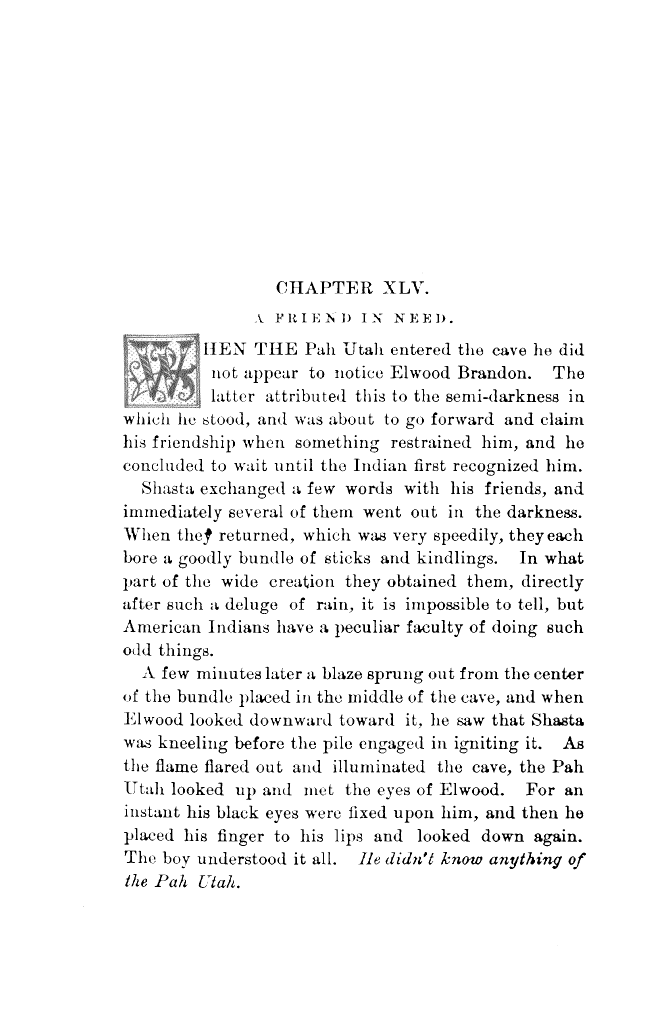 CHAPTER XLV.
A FRIEND IN NEED.
WHEN THE Pah Utah entered the cave he did
not appear to notice Elwood Brandon. The
latter attributed this to the semi-darkness in
which he stood, and was about to go forward and claim
his friendship when something restrained him, and he
concluded to wait until the Indian first recognized him.
Shasta exchanged a few words with his friends, and
immediately several of them went out in the darkness.
When they returned, which was very speedily, they each
bore a goodly bundle of sticks and kindlings. In what
part of the wide creation they obtained them, directly
after such a deluge of rain, it is impossible to tell, but
American Indians have a peculiar faculty of doing such
odd things.
A few minutes later a blaze sprung out from the center
of the bundle placed in the middle of the cave, and when
Elwood looked downward toward it, he saw that Shasta
was kneeling before the pile engaged in igniting it. As
the flame flared out and illuminated the cave, the Pah
Utah looked up and met the eyes of Elwood. For an
instant his black eyes were fixed upon him, and then he
placed his finger to his lips and looked down again.
The boy understood it all. He didn't know anything of
the Pah Utah.